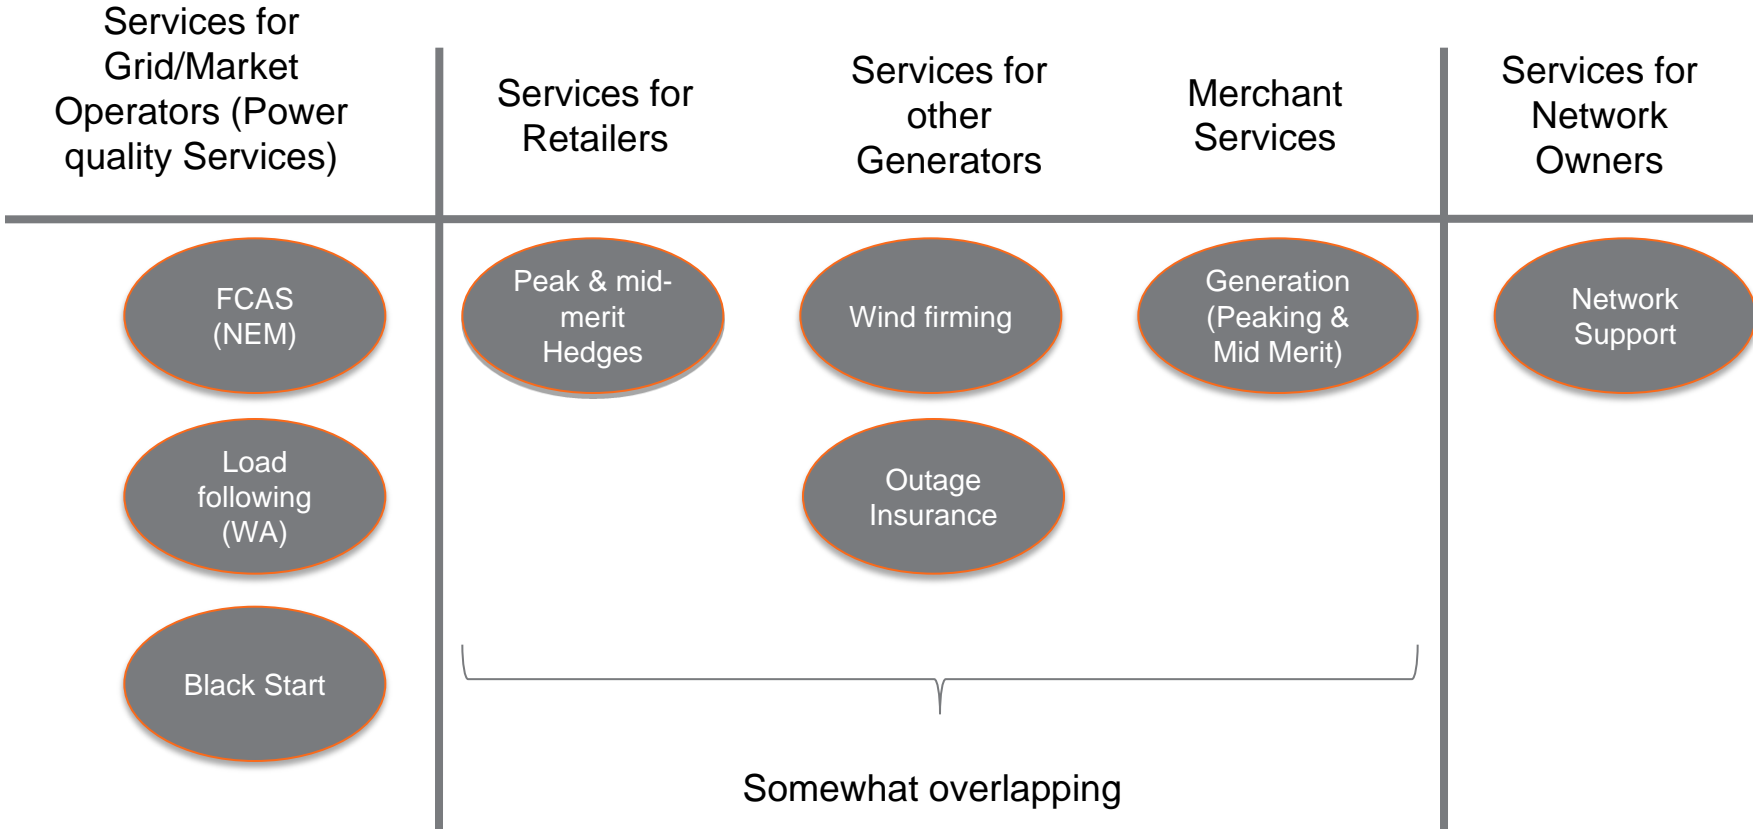 Services for
Grid/Market
Operators (Power
quality Services)
Services for
Retailers
Services for
other
Generators
Merchant
Services
Services for
Network
Owners
FCAS
(NEM)
Peak & mid-
merit
Hedges
Wind firming
Generation
(Peaking &
Mid Merit)
Network
Support
Load
following
(WA)
Outage
Insurance
Black Start
Somewhat overlapping